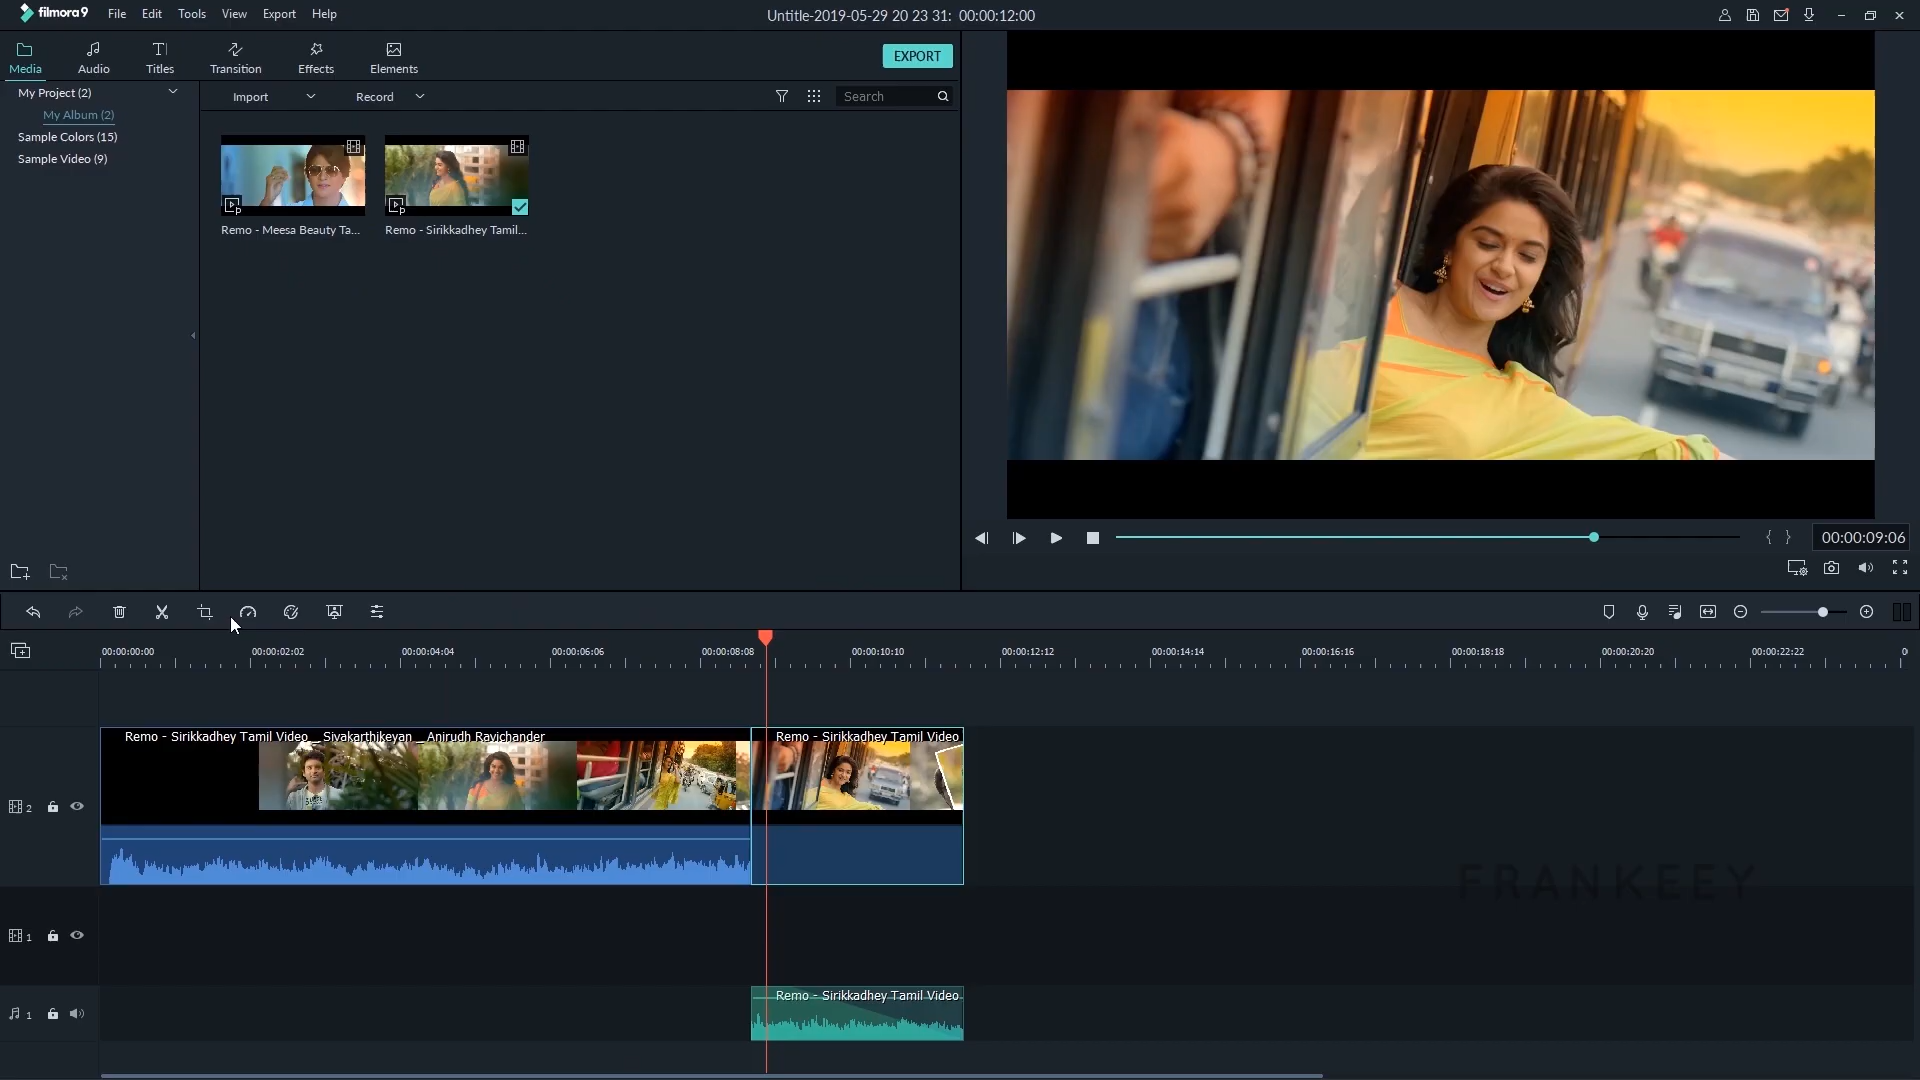 filmora9 File Edit Tools View Export Help
Untitle-2019-05-29 20 23 31: 00:00:12:00
Media Audio Titles Transition Effects Elements
EXPORT
My Project (2)
My Album (2)
Sample Colors (15)
Sample Video (9)
Import Record Search
Remo - Meesa Beauty Ta...
Remo - Sirikkadhey Tamil...
00:00:09:06
00:00:00:00 00:00:02:02 00:00:04:04 00:00:06:06 00:00:08:08 00:00:10:10 00:00:12:12 00:00:14:14 00:00:16:16 00:00:18:18 00:00:20:20 00:00:22:22
Remo - Sirikkadhey Tamil Video _ Sivakarthikeyan _ Anirudh Ravichander
Remo - Sirikkadhey Tamil Video
2
FRANKEEY
1
Remo - Sirikkadhey Tamil Video
1